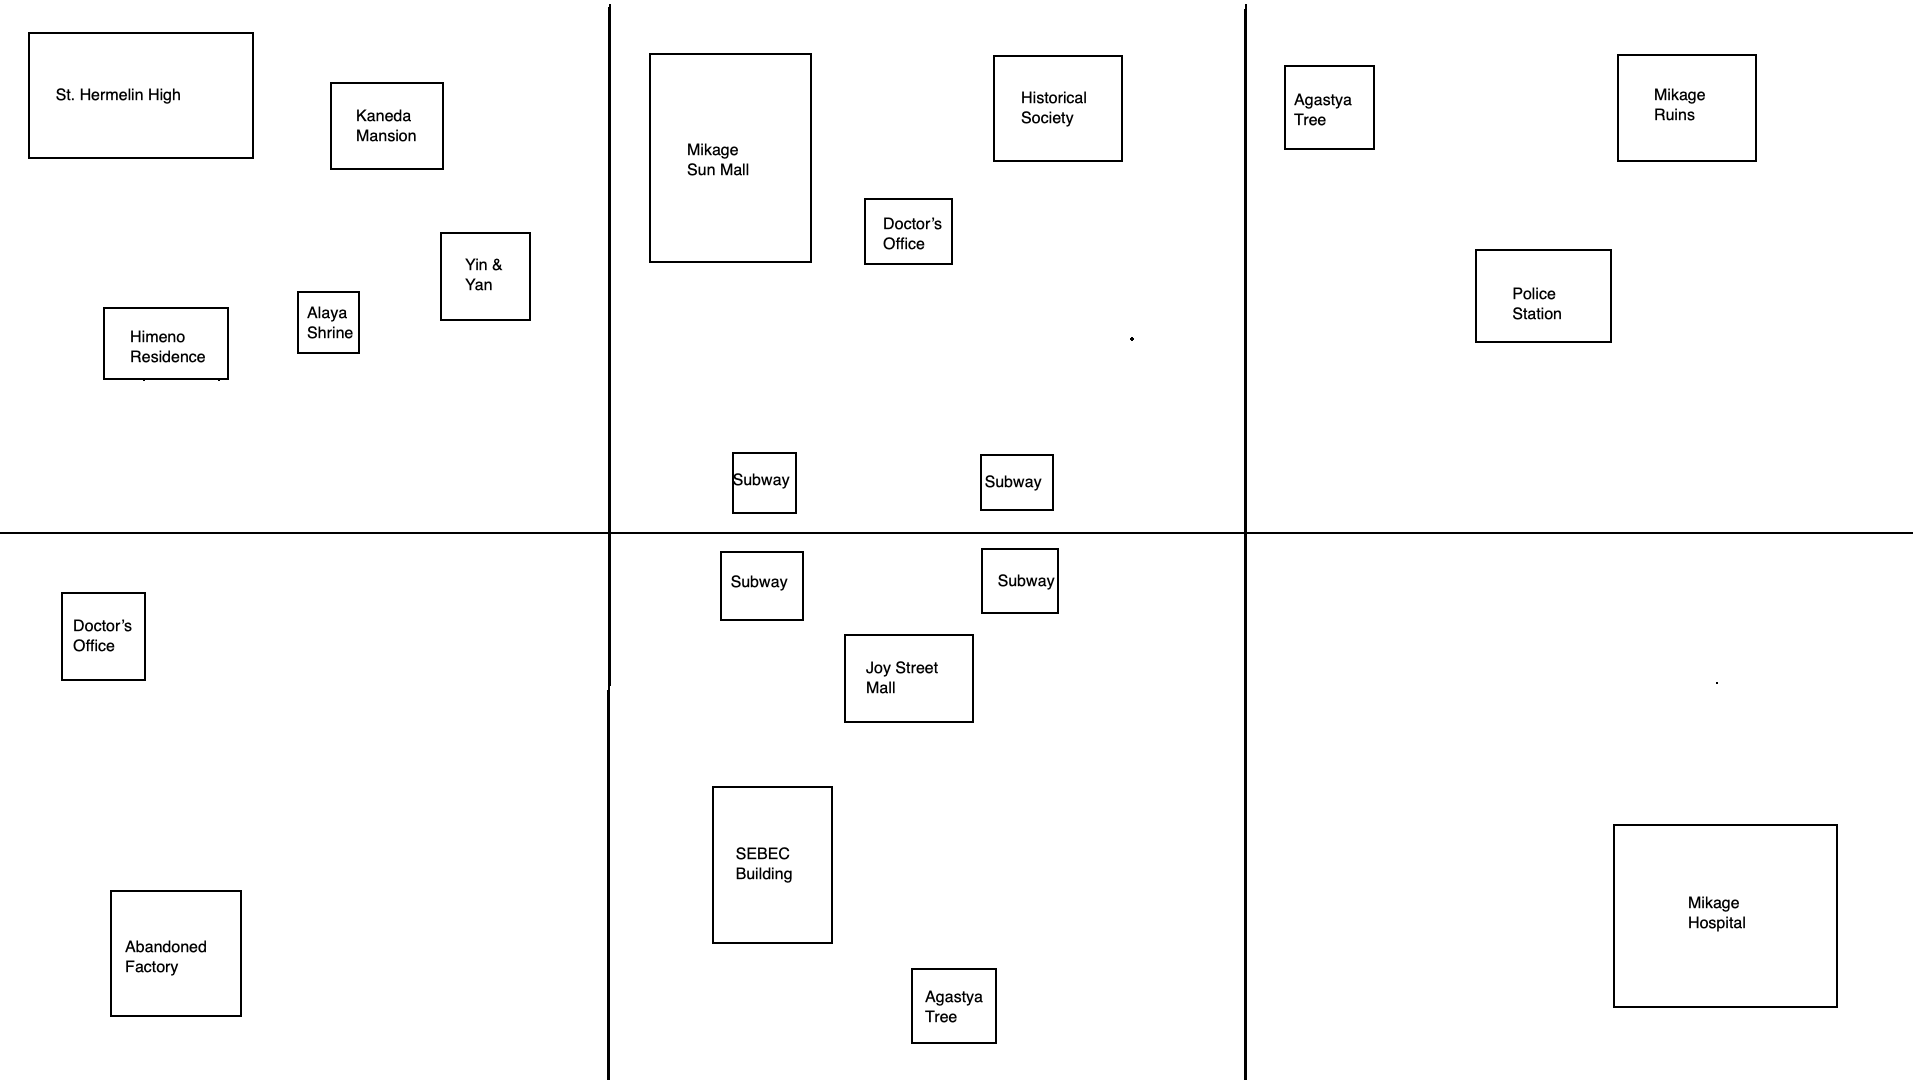 St. Hermelin High
Kaneda
Mansion
Yin &
Yan
Alaya
Shrine
Himeno
Residence
Mikage
Sun Mall
Historical
Society
Doctor’s
Office
Subway
Subway
Agastya
Tree
Mikage
Ruins
Police
Station
Doctor’s
Office
Abandoned
Factory
Subway
Subway
Joy Street
Mall
SEBEC
Building
Agastya
Tree
Mikage
Hospital